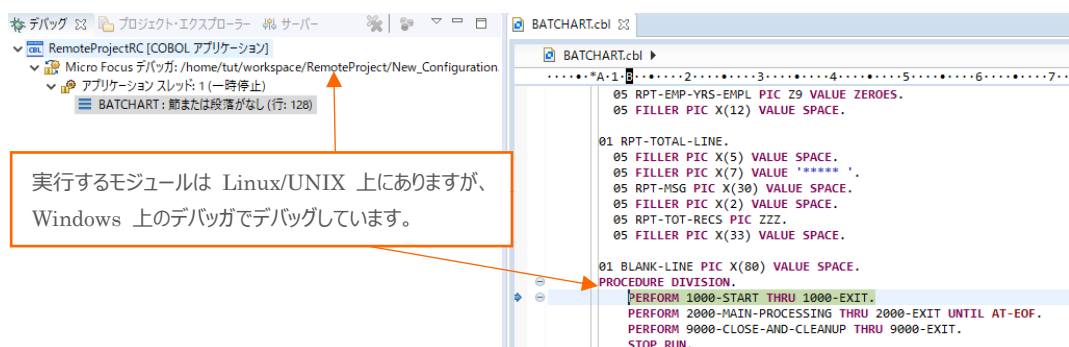 デバッグ プロジェクト・エクスプローラー サーバー
RemoteProjectRC [COBOL アプリケーション]
Micro Focus デバッガ: /home/tut/workspace/RemoteProject/New_Configuration.
アプリケーション スレッド: 1 (一時停止)
BATCHART : 節または段落がなし (行: 128)
実行するモジュールは Linux/UNIX 上にありますが、
Windows 上のデバッガでデバッグしています。
BATCHART.cbl
BATCHART.cbl
*A·1·B··•····2····•····3····•····4····•····5····•····6····•····7··
05 RPT-EMP-YRS-EMPL PIC Z9 VALUE ZEROES.
05 FILLER PIC X(12) VALUE SPACE.
01 RPT-TOTAL-LINE.
05 FILLER PIC X(5) VALUE SPACE.
05 FILLER PIC X(7) VALUE '***** '.
05 RPT-MSG PIC X(30) VALUE SPACE.
05 FILLER PIC X(2) VALUE SPACE.
05 RPT-TOT-RECS PIC ZZZ.
05 FILLER PIC X(33) VALUE SPACE.
01 BLANK-LINE PIC X(80) VALUE SPACE.
PROCEDURE DIVISION.
PERFORM 1000-START THRU 1000-EXIT.
PERFORM 2000-MAIN-PROCESSING THRU 2000-EXIT UNTIL AT-EOF.
PERFORM 9000-CLOSE-AND-CLEANUP THRU 9000-EXIT.
STOP RUN.